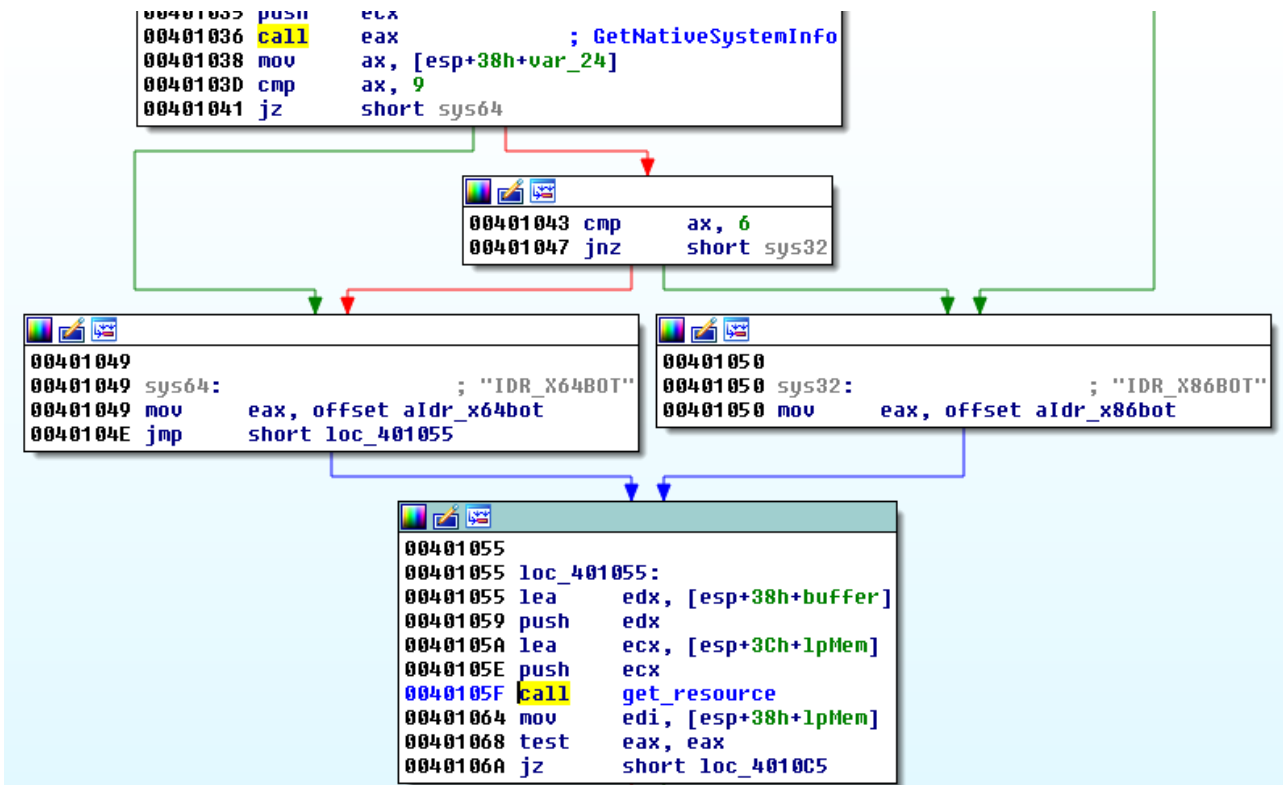 00401035 push ecx
00401036 call eax ; GetNativeSystemInfo
00401038 mov ax, [esp+38h+var_24]
0040103D cmp ax, 9
00401041 jz short sys64
00401043 cmp ax, 6
00401047 jnz short sys32
00401049
00401049 sys64: ; "IDR_X64BOT"
00401049 mov eax, offset aIdr_x64bot
0040104E jmp short loc_401055
00401050
00401050 sys32: ; "IDR_X86BOT"
00401050 mov eax, offset aIdr_x86bot
00401055
00401055 loc_401055:
00401055 lea edx, [esp+38h+buffer]
00401059 push edx
0040105A lea ecx, [esp+3Ch+lpMem]
0040105E push ecx
0040105F call get_resource
00401064 mov edi, [esp+38h+lpMem]
00401068 test eax, eax
0040106A jz short loc_4010C5